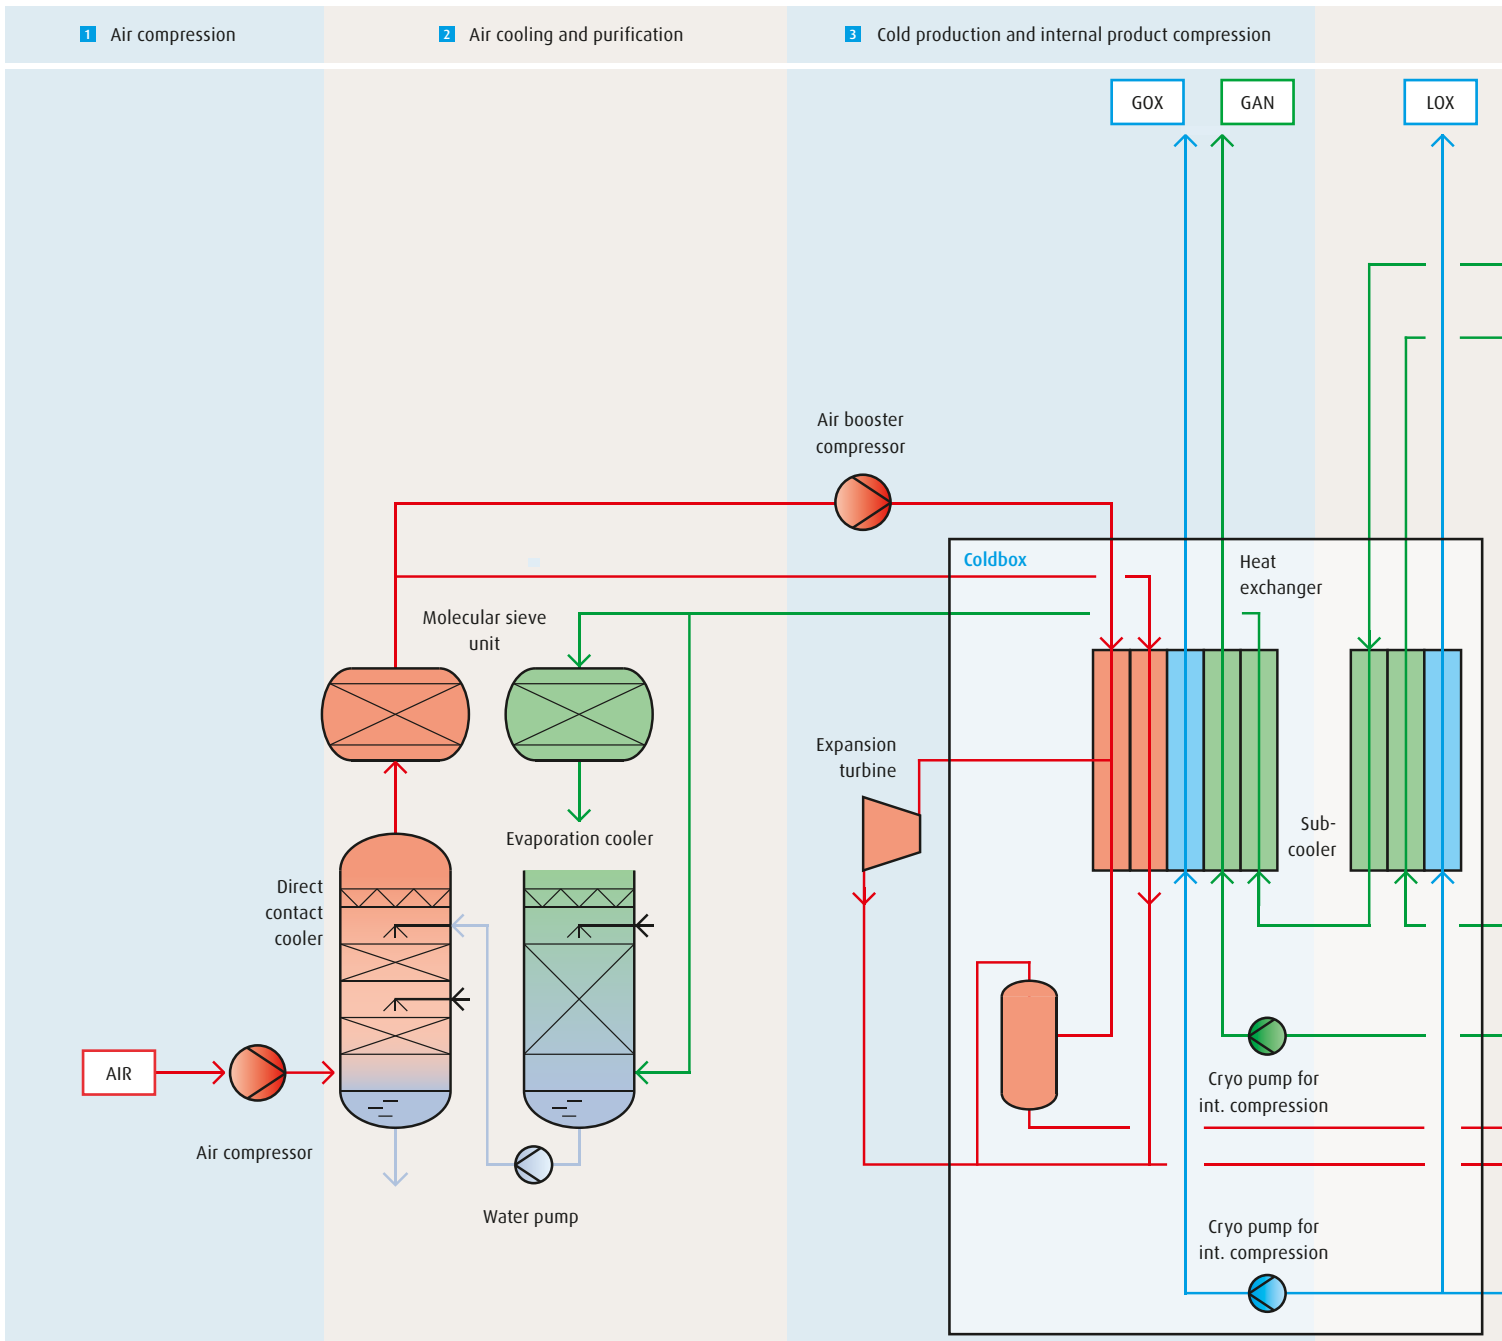 1 Air compression
2 Air cooling and purification
3 Cold production and internal product compression
GOX
GAN
LOX
Air booster
compressor
Coldbox
Heat
exchanger
Molecular sieve
unit
Expansion
turbine
Sub-
cooler
Evaporation cooler
Direct
contact
cooler
AIR
Cryo pump for
int. compression
Air compressor
Water pump
Cryo pump for
int. compression